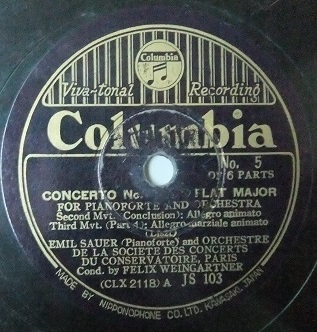 Columbia
Viva-tonal Recording
Columbia
No. 5
OF 6 PARTS
CONCERTO No. FLAT MAJOR
FOR PIANOFORTE AND ORCHESTRA
Second Mvt. (Conclusion): Allegro animato
Third Mvt. (Part 1): Allegro marziale animato
(Liszt)
EMIL SAUER (Pianoforte) and ORCHESTRE
DE LA SOCIETE DES CONCERTS
DU CONSERVATOIRE, PARIS
Cond. by FELIX WEINGARTNER
(CLX 2118) A JS 103
MADE BY NIPPONOPHONE CO. LTD. KAWASAKI, JAPAN